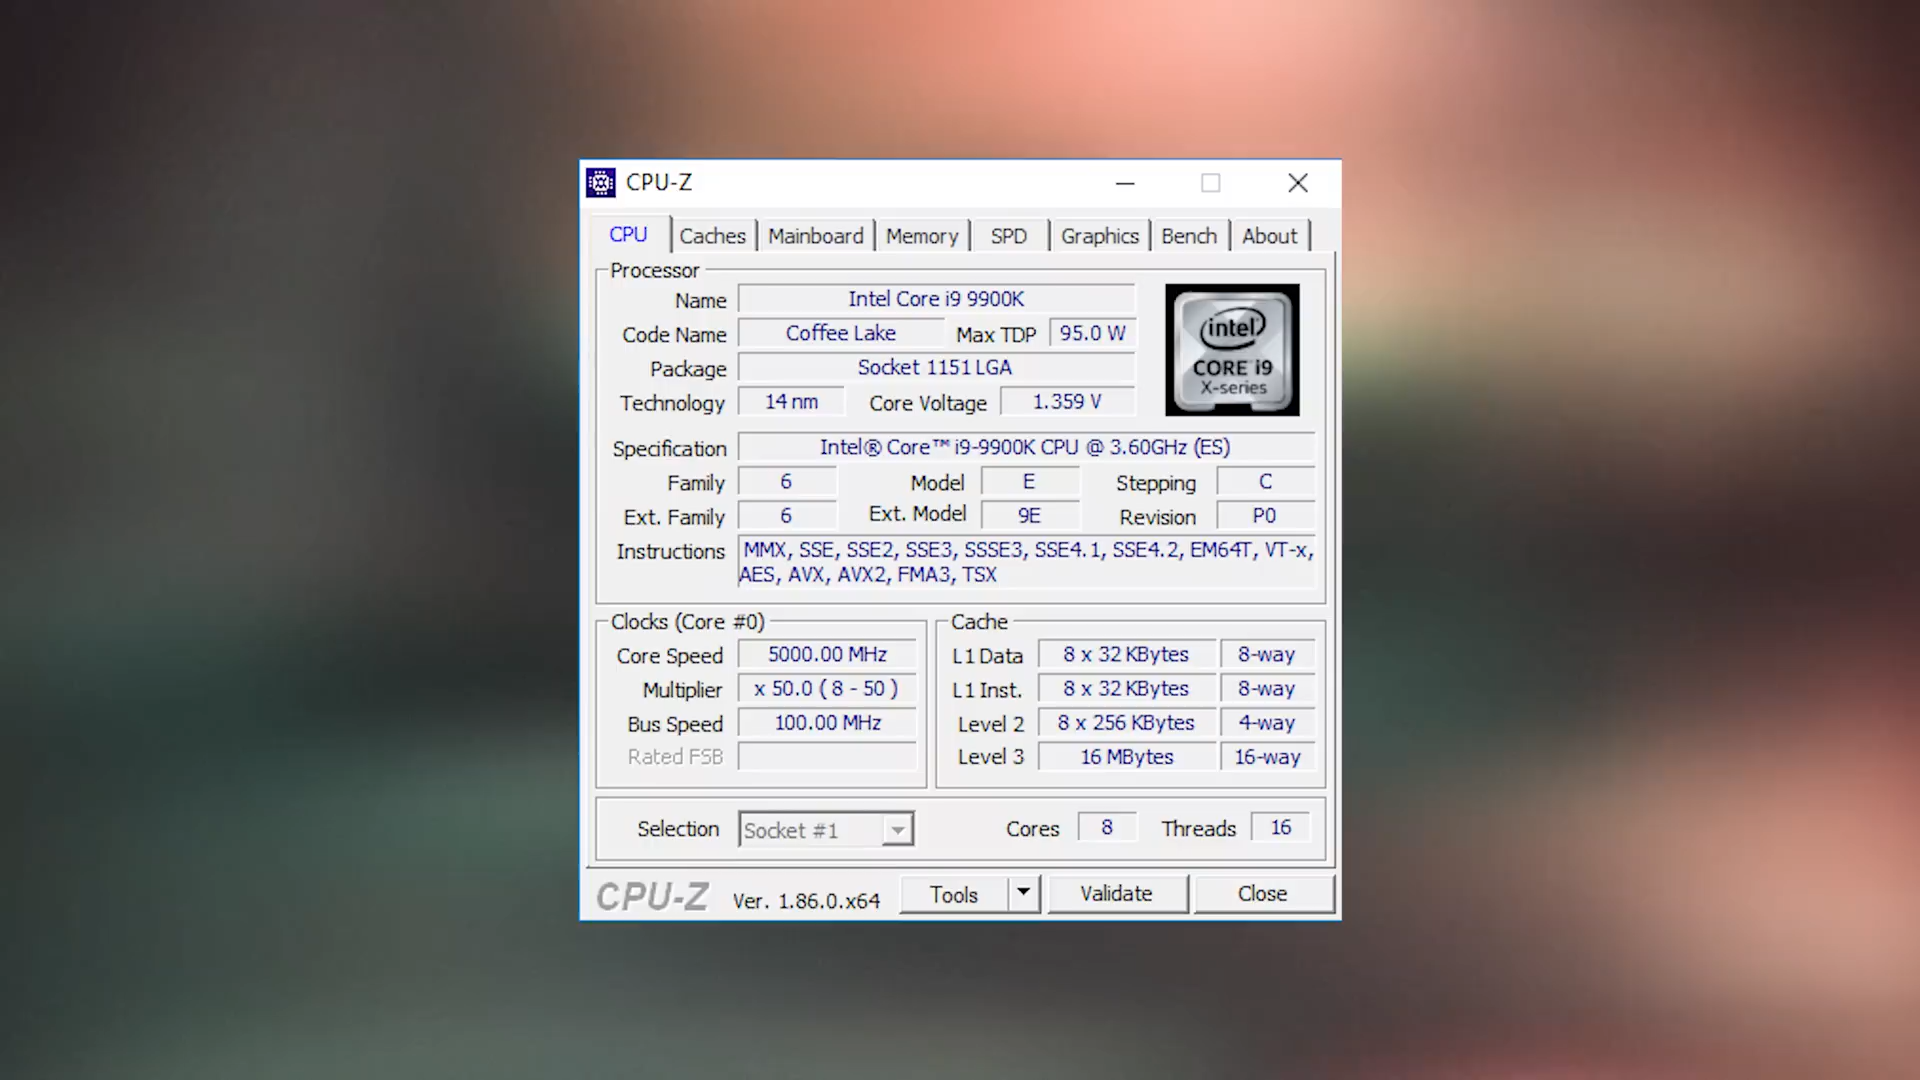 CPU-Z
CPU Caches Mainboard Memory SPD Graphics Bench About
Processor
Name Intel Core i9 9900K
Code Name Coffee Lake Max TDP 95.0 W
Package Socket 1151 LGA
Technology 14 nm Core Voltage 1.359 V
intel
CORE i9
X-series
Specification Intel® Core™ i9-9900K CPU @ 3.60GHz (ES)
Family 6 Model E Stepping C
Ext. Family 6 Ext. Model 9E Revision P0
Instructions MMX, SSE, SSE2, SSE3, SSSE3, SSE4.1, SSE4.2, EM64T, VT-x,
AES, AVX, AVX2, FMA3, TSX
Clocks (Core #0)
Core Speed 5000.00 MHz
Multiplier x 50.0 ( 8 - 50 )
Bus Speed 100.00 MHz
Rated FSB
Cache
L1 Data 8 x 32 KBytes 8-way
L1 Inst. 8 x 32 KBytes 8-way
Level 2 8 x 256 KBytes 4-way
Level 3 16 MBytes 16-way
Selection Socket #1 Cores 8 Threads 16
CPU-Z Ver. 1.86.0.x64 Tools Validate Close